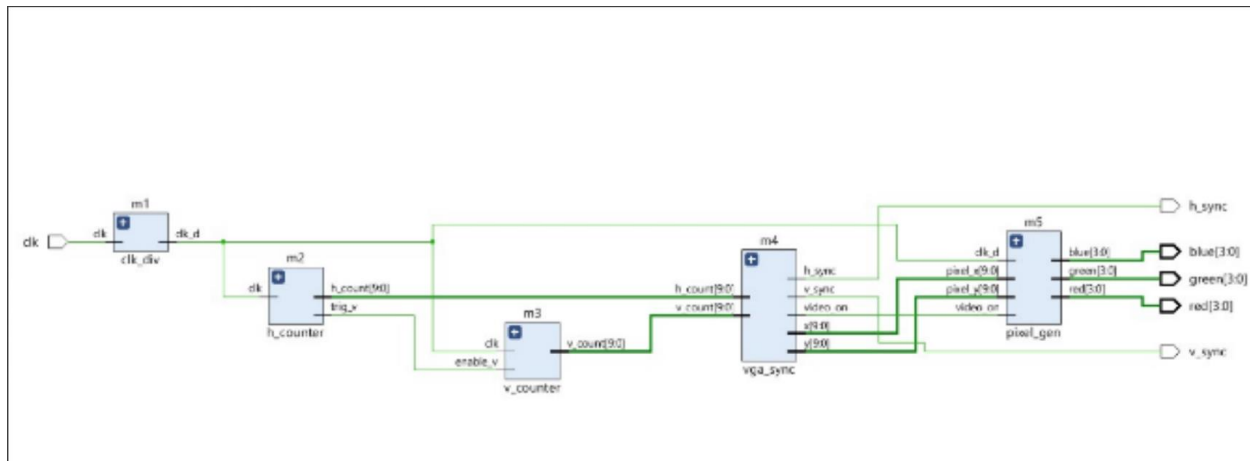 clk
m1
clk
clk_d
clk_div
m2
clk
h_count[9:0]
trig_v
h_counter
m3
clk
enable_v
v_count[9:0]
v_counter
m4
h_count[9:0]
v_count[9:0]
h_sync
v_sync
video_on
x[9:0]
y[9:0]
vga_sync
m5
clk_d
pixel_x[9:0]
pixel_y[9:0]
video_on
blue[3:0]
green[3:0]
red[3:0]
pixel_gen
h_sync
blue[3:0]
green[3:0]
red[3:0]
v_sync